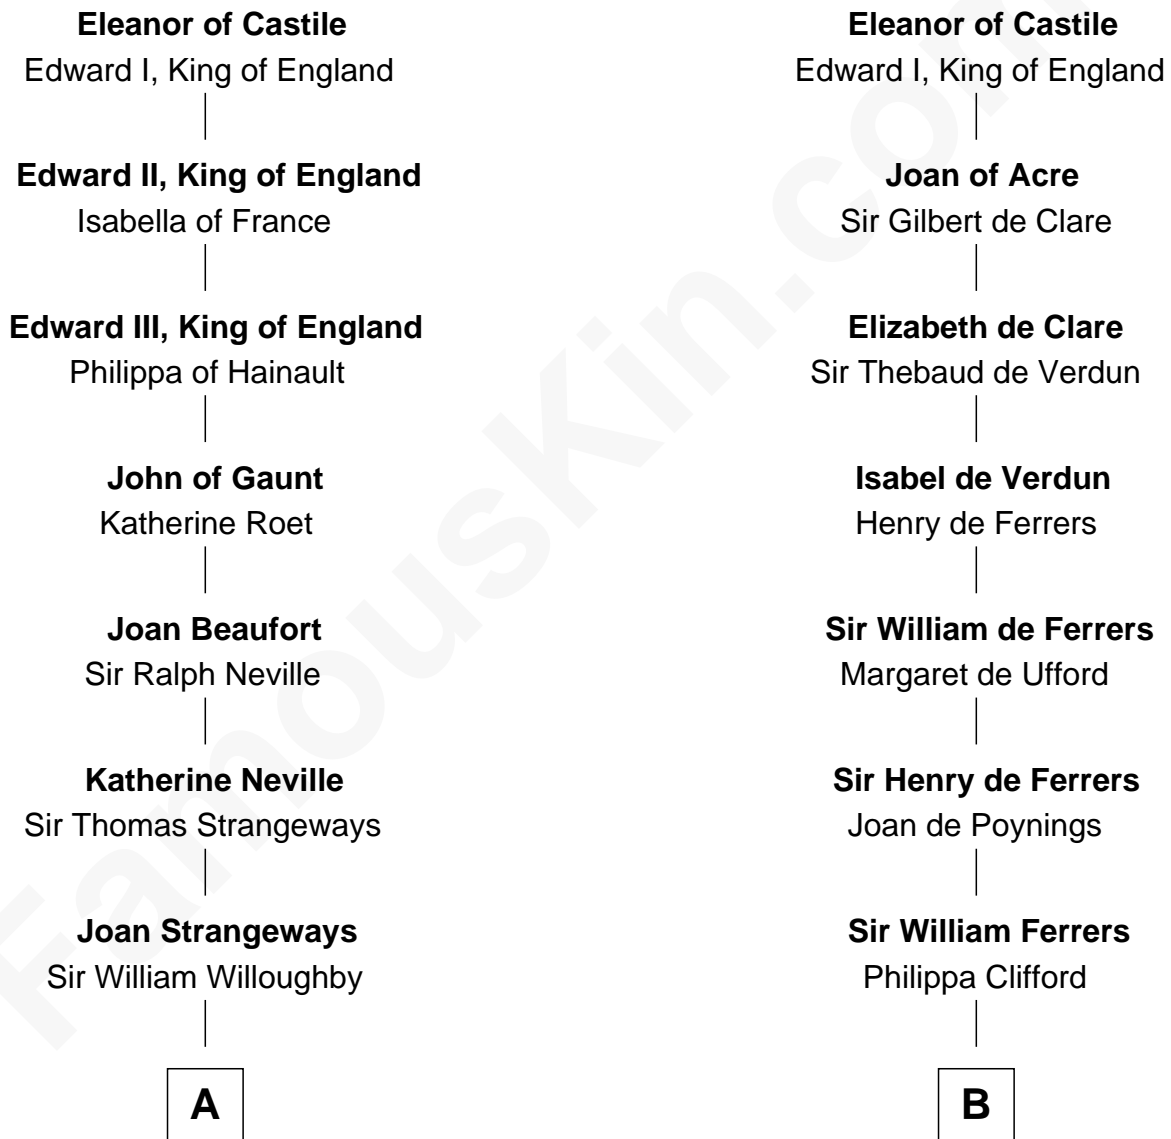 Eleanor of Castile
Edward I, King of England
Edward II, King of England
Isabella of France
Edward III, King of England
Philippa of Hainault
John of Gaunt
Katherine Roet
Joan Beaufort
Sir Ralph Neville
Katherine Neville
Sir Thomas Strangeways
Joan Strangeways
Sir William Willoughby
A
Eleanor of Castile
Edward I, King of England
Joan of Acre
Sir Gilbert de Clare
Elizabeth de Clare
Sir Thebaud de Verdun
Isabel de Verdun
Henry de Ferrers
Sir William de Ferrers
Margaret de Ufford
Sir Henry de Ferrers
Joan de Poynings
Sir William Ferrers
Philippa Clifford
B
FamousKin.com